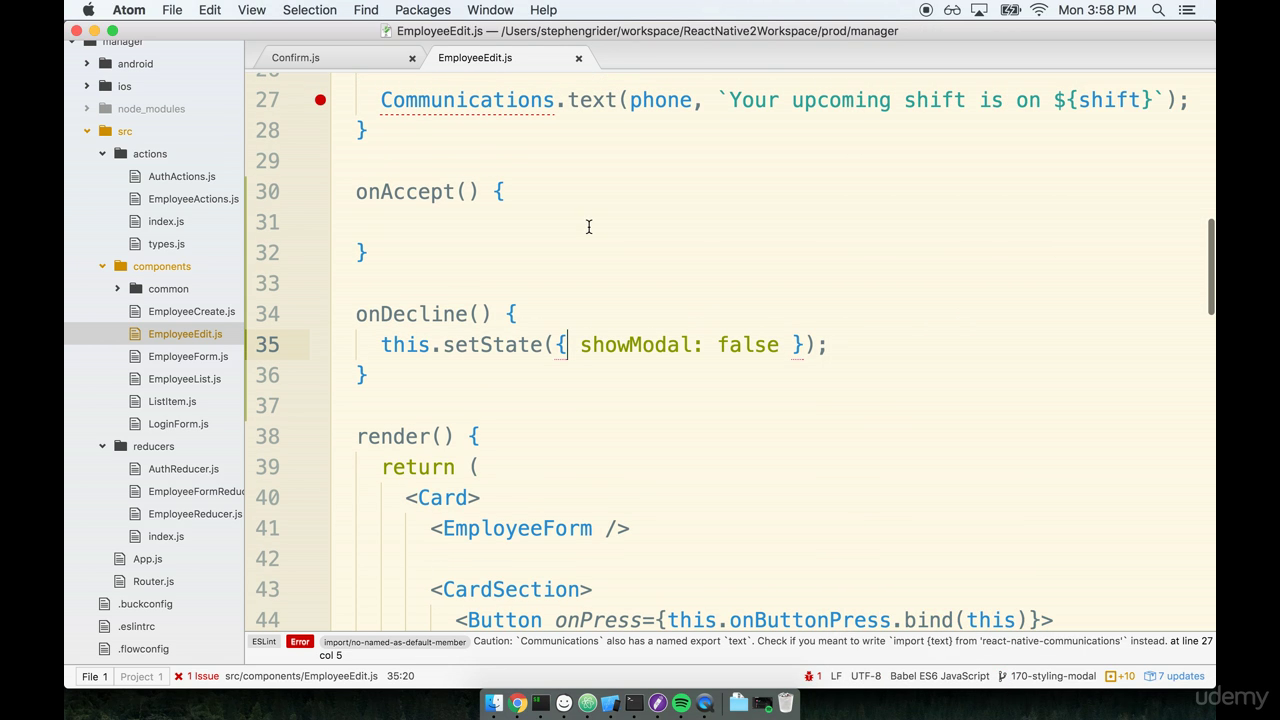 Atom File Edit View Selection Find Packages Window Help Mon 3:58 PM
EmployeeEdit.js — /Users/stephengrider/workspace/ReactNative2Workspace/prod/manager
manager
android
ios
node_modules
src
actions
AuthActions.js
EmployeeActions.js
index.js
types.js
components
common
EmployeeCreate.js
EmployeeEdit.js
EmployeeForm.js
EmployeeList.js
ListItem.js
LoginForm.js
reducers
AuthReducer.js
EmployeeFormReduc
EmployeeReducer.js
index.js
App.js
Router.js
.buckconfig
.eslintrc
.flowconfig
Confirm.js EmployeeEdit.js
26
27 Communications.text(phone, `Your upcoming shift is on ${shift}`);
28 }
29
30 onAccept() {
31
32 }
33
34 onDecline() {
35 this.setState({ showModal: false });
36 }
37
38 render() {
39 return (
40 <Card>
41 <EmployeeForm />
42
43 <CardSection>
44 <Button onPress={this.onButtonPress.bind(this)}>
ESLint Error import/no-named-as-default-member Caution: `Communications` also has a named export `text`. Check if you meant to write `import {text} from 'react-native-communications'` instead. at line 27
col 5
File 1 Project 1 1 Issue src/components/EmployeeEdit.js 35:20 1 LF UTF-8 Babel ES6 JavaScript 170-styling-modal +10 7 updates
udemy